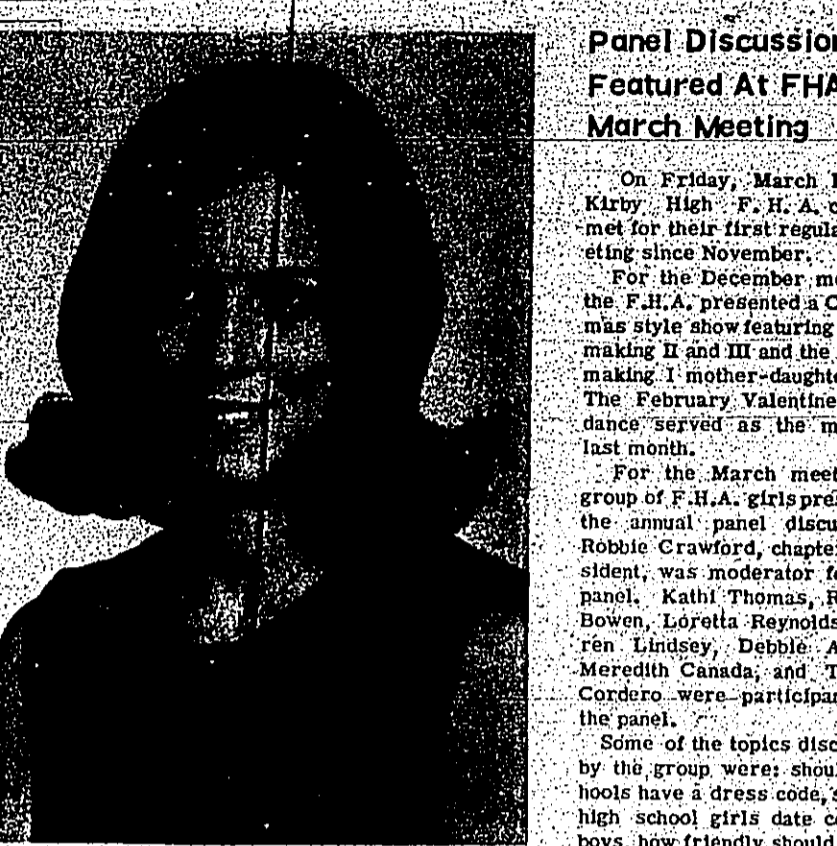 Panel Discussion
Featured At FHA
March Meeting
On Friday, March
Kirby High F. H. A.
met for their first regula
eting since November.
For the December me
the F.H.A. presented a C
mas style show featuring
making II and III and the
making I mother-daughte
The February Valentine
dance served as the m
last month.
For the March meet
group of F.H.A. girls pre
the annual panel discu
Robbie Crawford, chapte
sident, was moderator fo
panel. Kathi Thomas, R
Bowen, Loretta Reynolds
ren Lindsey, Debbie A
Meredith Canada, and T
Cordero were participa
the panel.
Some of the topics disc
by the group were: shoul
hools have a dress code, s
high school girls date c
boys, how friendly should